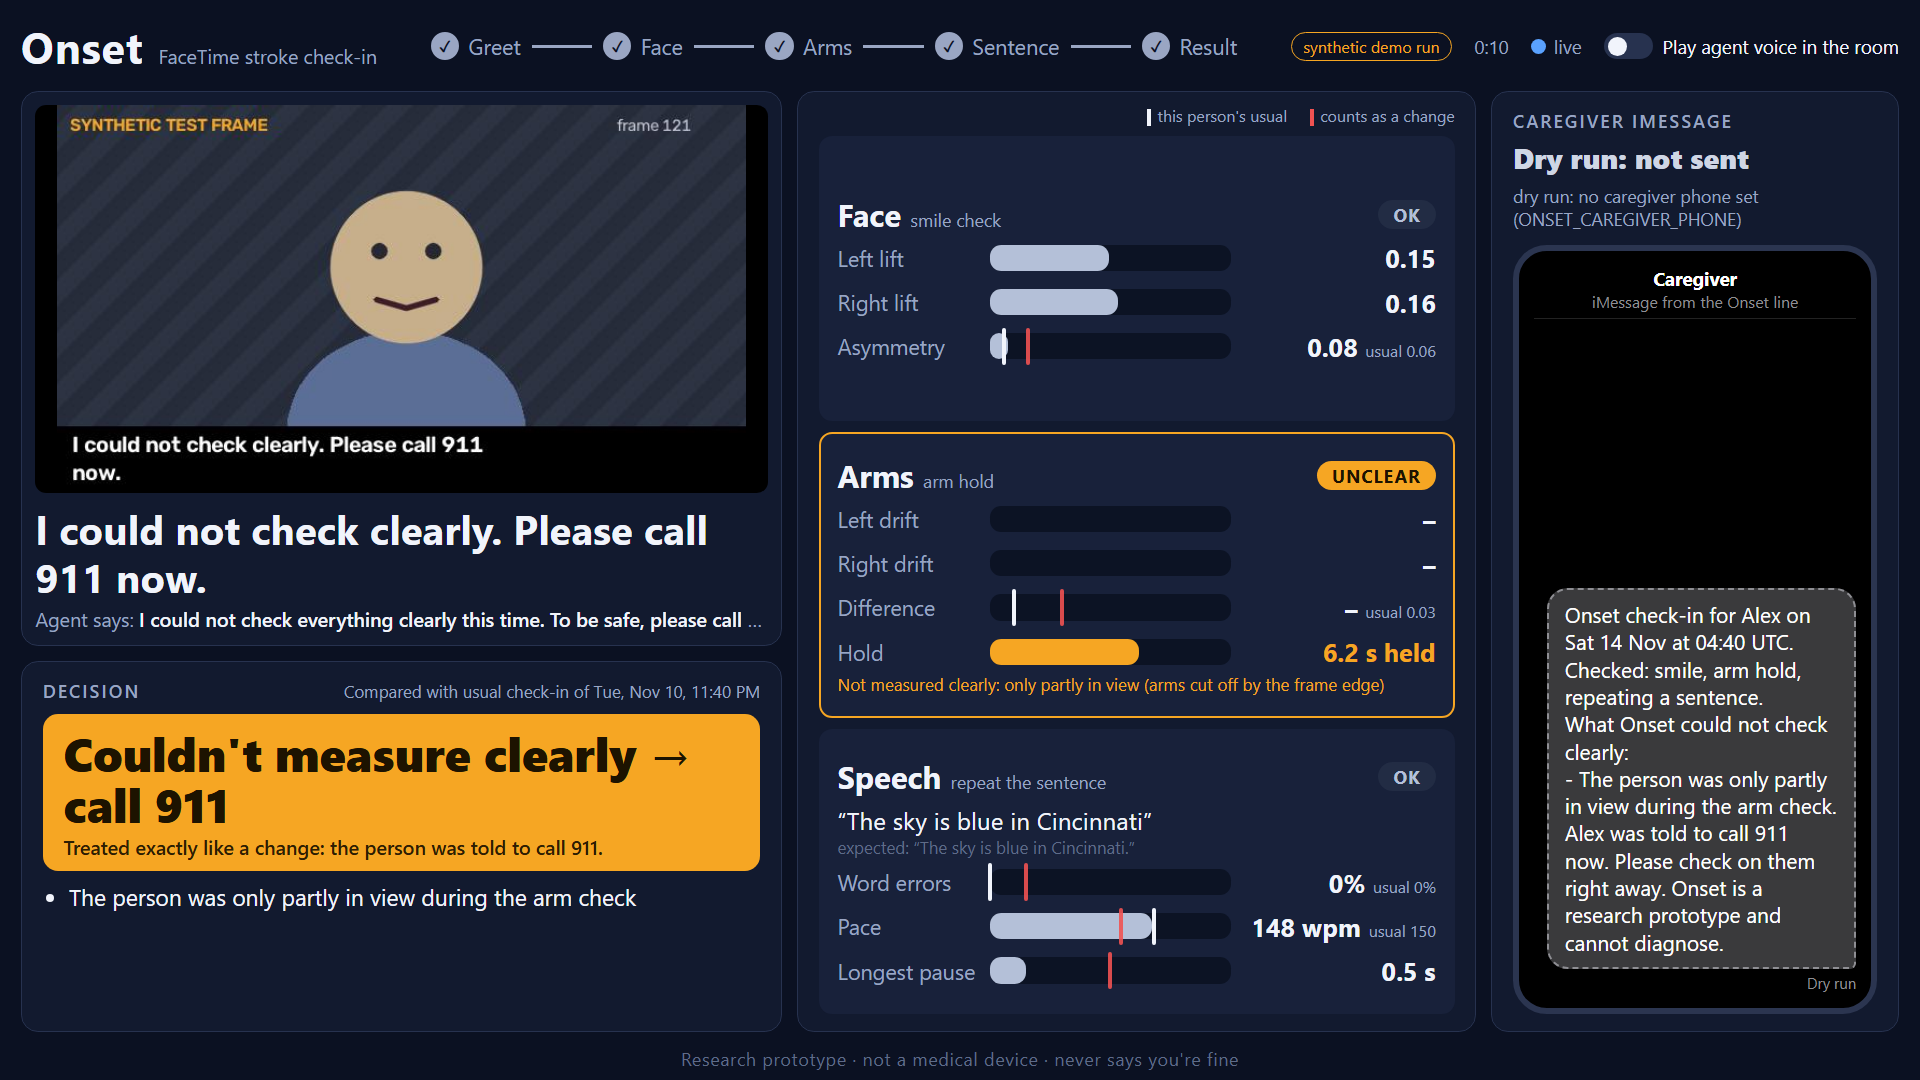 Onset FaceTime stroke check-in
✓ Greet ✓ Face ✓ Arms ✓ Sentence ✓ Result
synthetic demo run 0:10 live Play agent voice in the room
SYNTHETIC TEST FRAME frame 121
I could not check clearly. Please call 911
now.
I could not check clearly. Please call
911 now.
Agent says: I could not check everything clearly this time. To be safe, please call ...
DECISION Compared with usual check-in of Tue, Nov 10, 11:40 PM
Couldn't measure clearly →
call 911
Treated exactly like a change: the person was told to call 911.
• The person was only partly in view during the arm check
this person's usual counts as a change
Face smile check OK
Left lift 0.15
Right lift 0.16
Asymmetry 0.08 usual 0.06
Arms arm hold UNCLEAR
Left drift –
Right drift –
Difference – usual 0.03
Hold 6.2 s held
Not measured clearly: only partly in view (arms cut off by the frame edge)
Speech repeat the sentence OK
“The sky is blue in Cincinnati”
expected: “The sky is blue in Cincinnati.”
Word errors 0% usual 0%
Pace 148 wpm usual 150
Longest pause 0.5 s
CAREGIVER IMESSAGE
Dry run: not sent
dry run: no caregiver phone set
(ONSET_CAREGIVER_PHONE)
Caregiver
iMessage from the Onset line
Onset check-in for Alex on
Sat 14 Nov at 04:40 UTC.
Checked: smile, arm hold,
repeating a sentence.
What Onset could not check
clearly:
- The person was only partly
in view during the arm check.
Alex was told to call 911
now. Please check on them
right away. Onset is a
research prototype and
cannot diagnose.
Dry run
Research prototype · not a medical device · never says you're fine